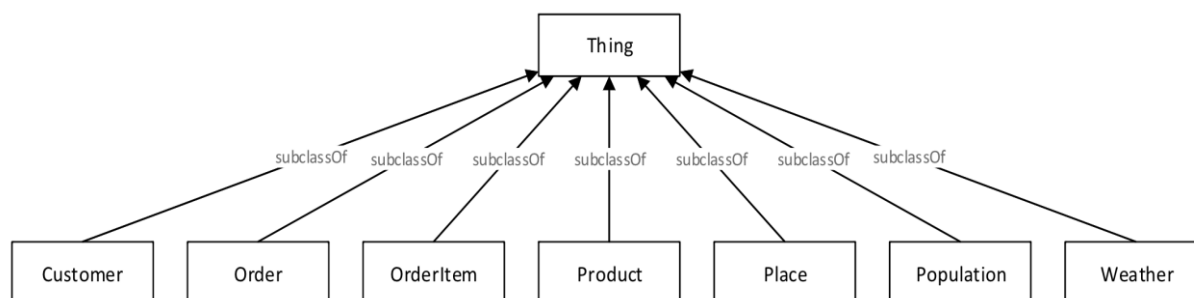 Thing
subclassOf subclassOf subclassOf subclassOf subclassOf subclassOf subclassOf
Customer Order OrderItem Product Place Population Weather